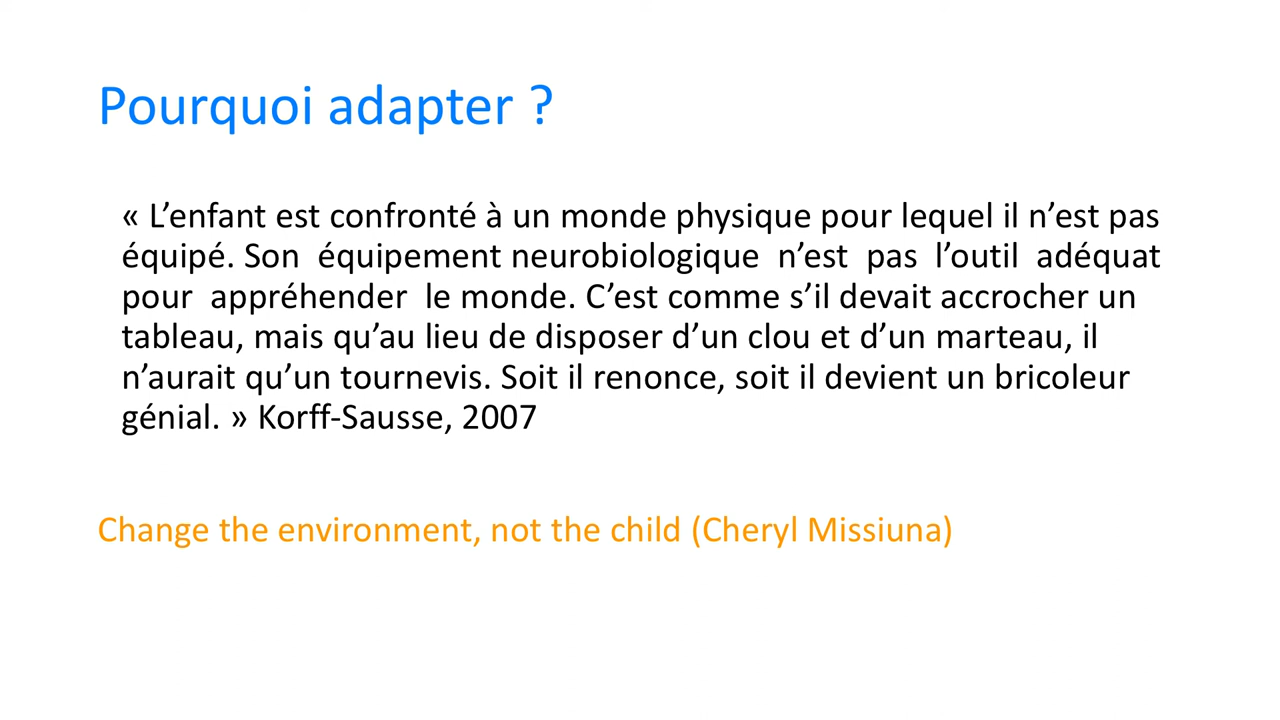 Pourquoi adapter ?
« L’enfant est confronté à un monde physique pour lequel il n’est pas
équipé. Son équipement neurobiologique n’est pas l’outil adéquat
pour appréhender le monde. C’est comme s’il devait accrocher un
tableau, mais qu’au lieu de disposer d’un clou et d’un marteau, il
n’aurait qu’un tournevis. Soit il renonce, soit il devient un bricoleur
génial. » Korff-Sausse, 2007
Change the environment, not the child (Cheryl Missiuna)